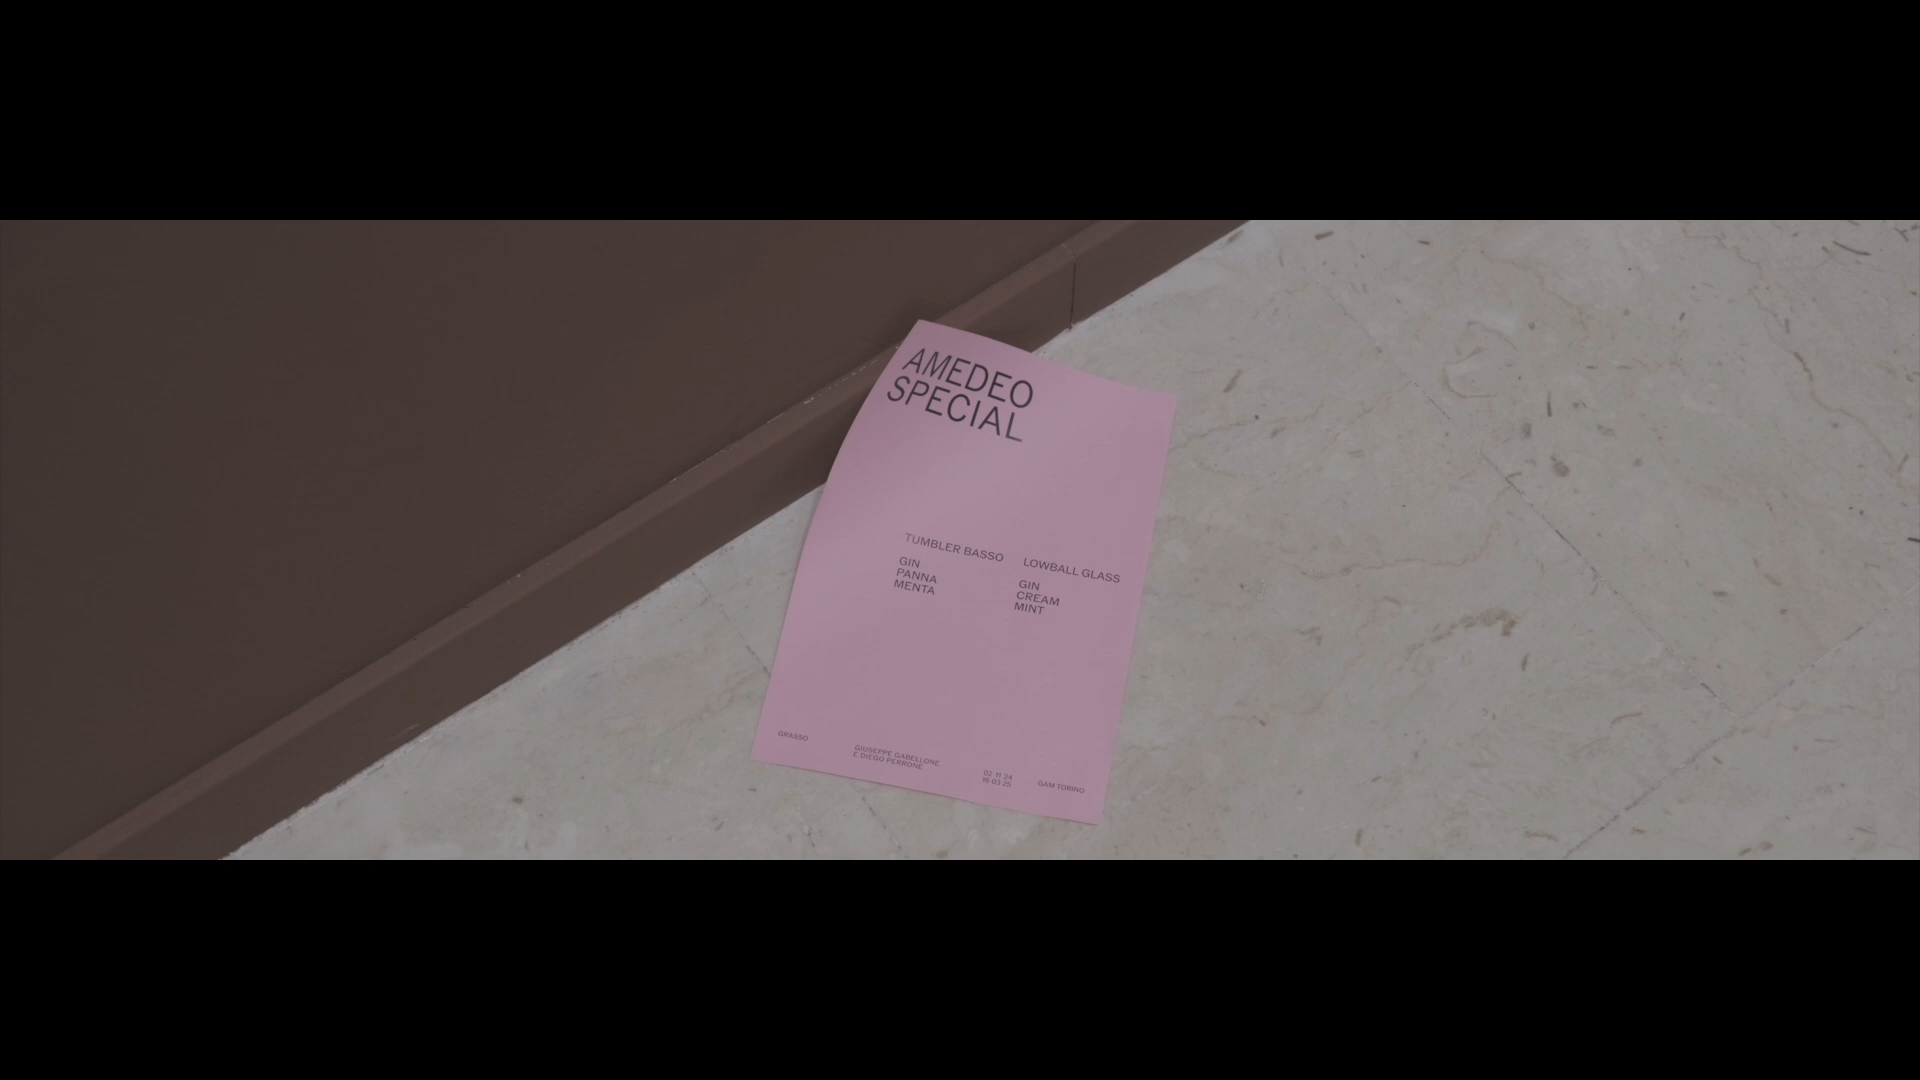 AMEDEO
SPECIAL
TUMBLER BASSO
GIN
PANNA
MENTA
LOWBALL GLASS
GIN
CREAM
MINT
GRASSO
GIUSEPPE GABELLONE
E DIEGO PERRONE
02 11 24
16 03 25
GAM TORINO